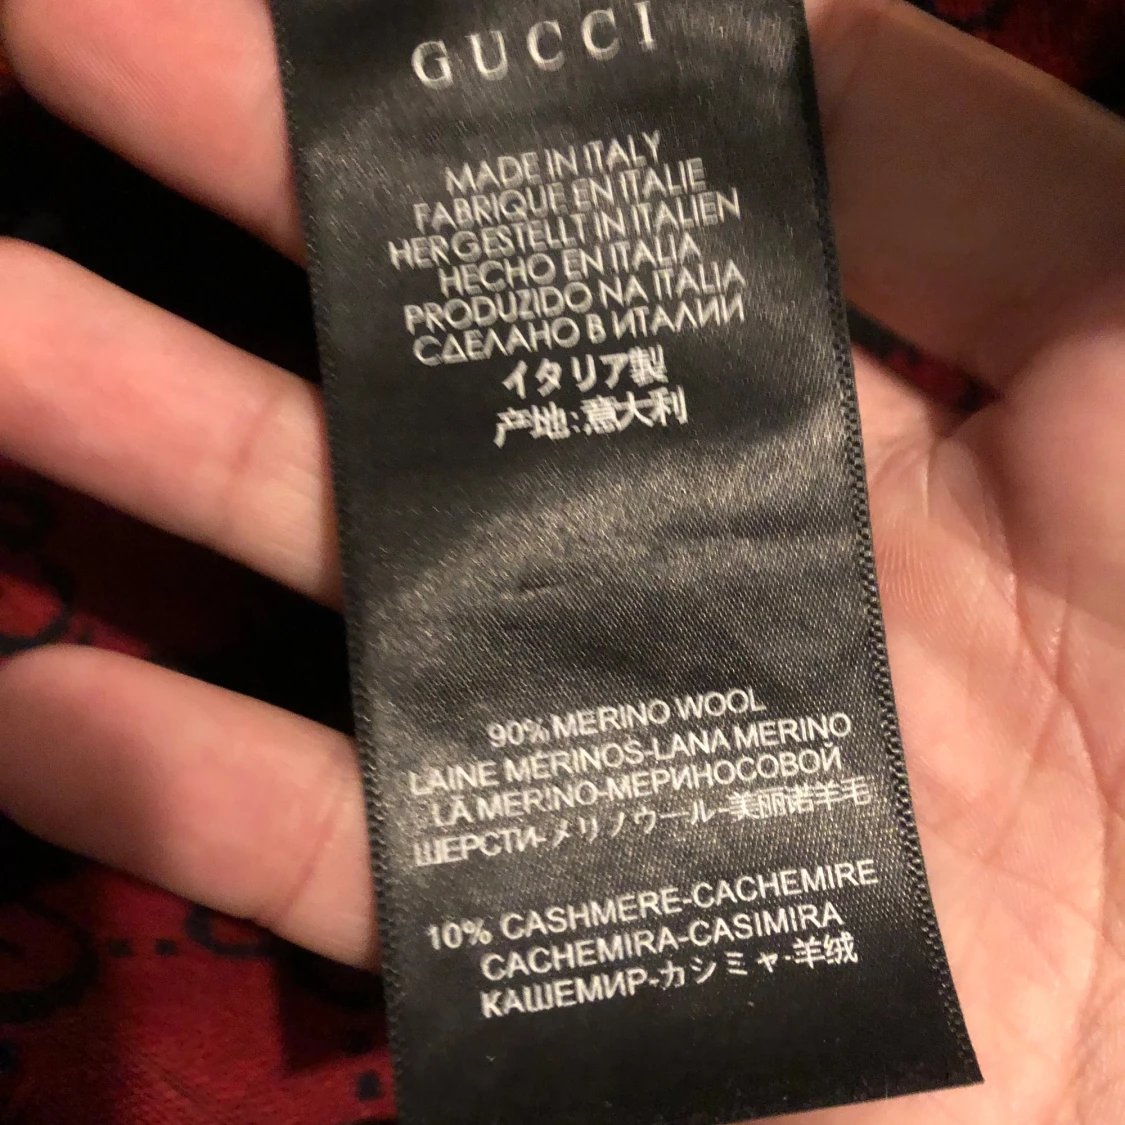 GUCCI
MADE IN ITALY
FABRIQUE EN ITALIE
HERGESTELLT IN ITALIEN
HECHO EN ITALIA
PRODUZIDO NA ITALIA
СДЕЛАНО В ИТАЛИИ
イタリア製
产地:意大利
90% MERINO WOOL
LAINE MÉRINOS-LANA MERINO
LÃ MERINO-МЕРИНОСОВОЙ
ШЕРСТИ-メリノウール-美丽诺羊毛
10% CASHMERE-CACHEMIRE
CACHEMIRA-CASIMIRA
КАШЕМИР-カシミヤ-羊绒